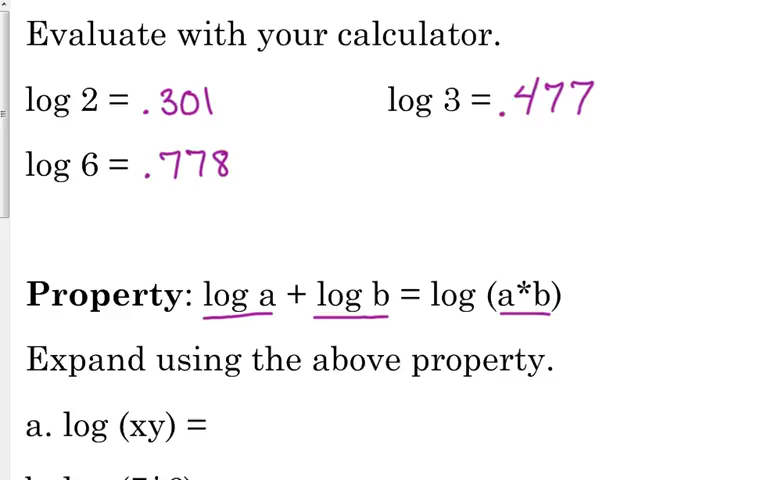 Evaluate with your calculator.
log 2 = .301 log 3 = .477
log 6 = .778
Property: log a + log b = log (a*b)
Expand using the above property.
a. log (xy) =